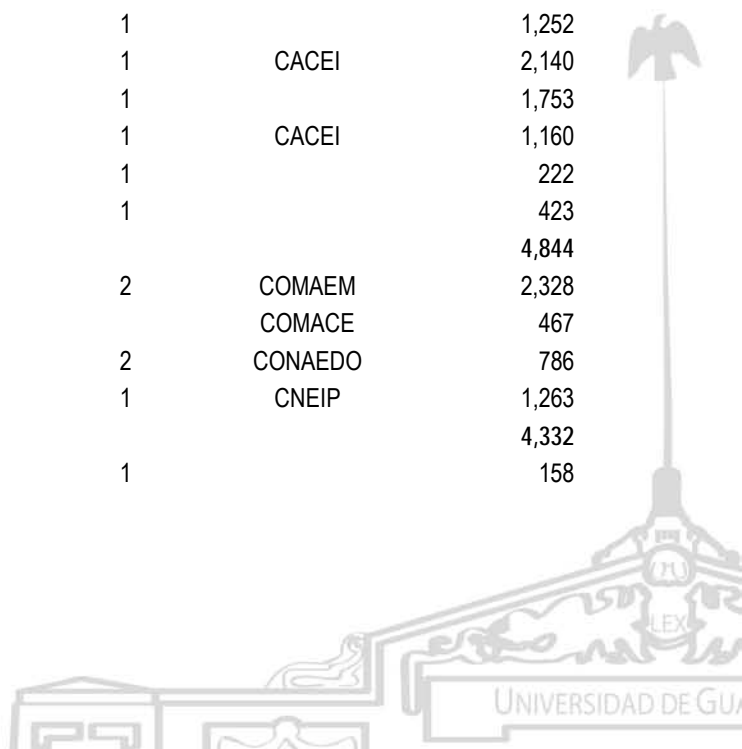 1 1,252
1 CACEI 2,140
1 1,753
1 CACEI 1,160
1 222
1 423
4,844
2 COMAEM 2,328
COMACE 467
2 CONAEDO 786
1 CNEIP 1,263
4,332
1 158
LEX
UNIVERSIDAD DE GUA